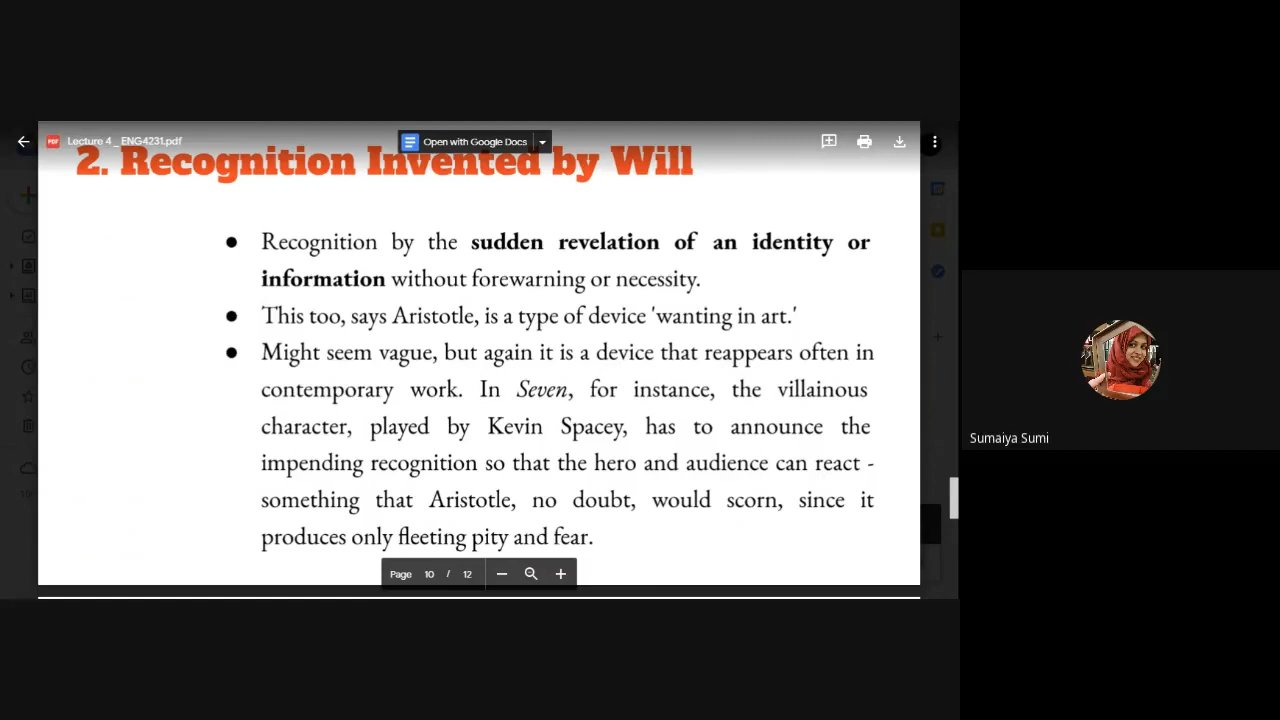 Lecture 4 _ ENG4231.pdf
Open with Google Docs
2. Recognition Invented by Will
● Recognition by the sudden revelation of an identity or
information without forewarning or necessity.
● This too, says Aristotle, is a type of device 'wanting in art.'
● Might seem vague, but again it is a device that reappears often in
contemporary work. In Seven, for instance, the villainous
character, played by Kevin Spacey, has to announce the
impending recognition so that the hero and audience can react -
something that Aristotle, no doubt, would scorn, since it
produces only fleeting pity and fear.
Page 10 / 12
Sumaiya Sumi